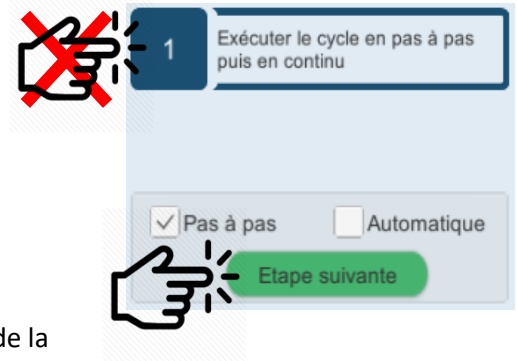 1
Exécuter le cycle en pas à pas
puis en continu
Pas à pas
Automatique
Etape suivante
de la